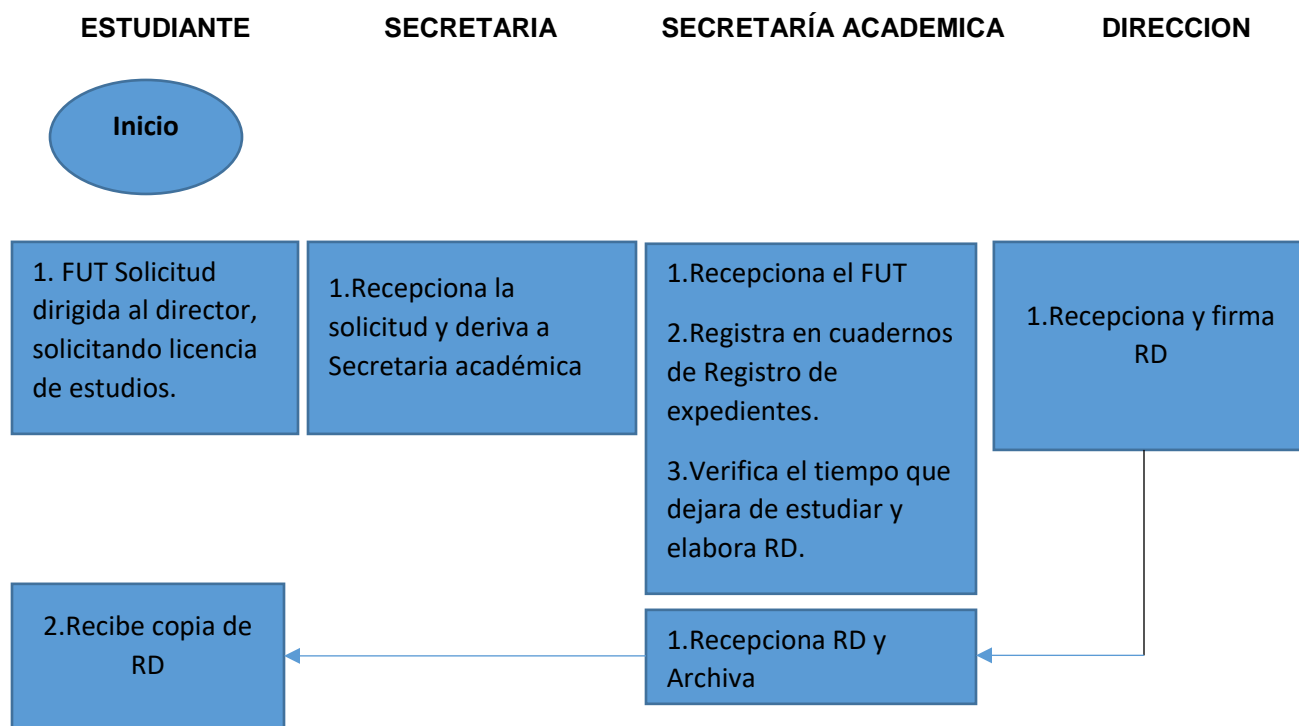 ESTUDIANTE
SECRETARIA
SECRETARÍA ACADEMICA
DIRECCION
Inicio
1. FUT Solicitud
dirigida al director,
solicitando licencia
de estudios.
1.Recepciona la
solicitud y deriva a
Secretaria académica
1.Recepciona el FUT
2.Registra en cuadernos
de Registro de
expedientes.
3.Verifica el tiempo que
dejara de estudiar y
elabora RD.
1.Recepciona y firma
RD
2.Recibe copia de
RD
1.Recepciona RD y
Archiva